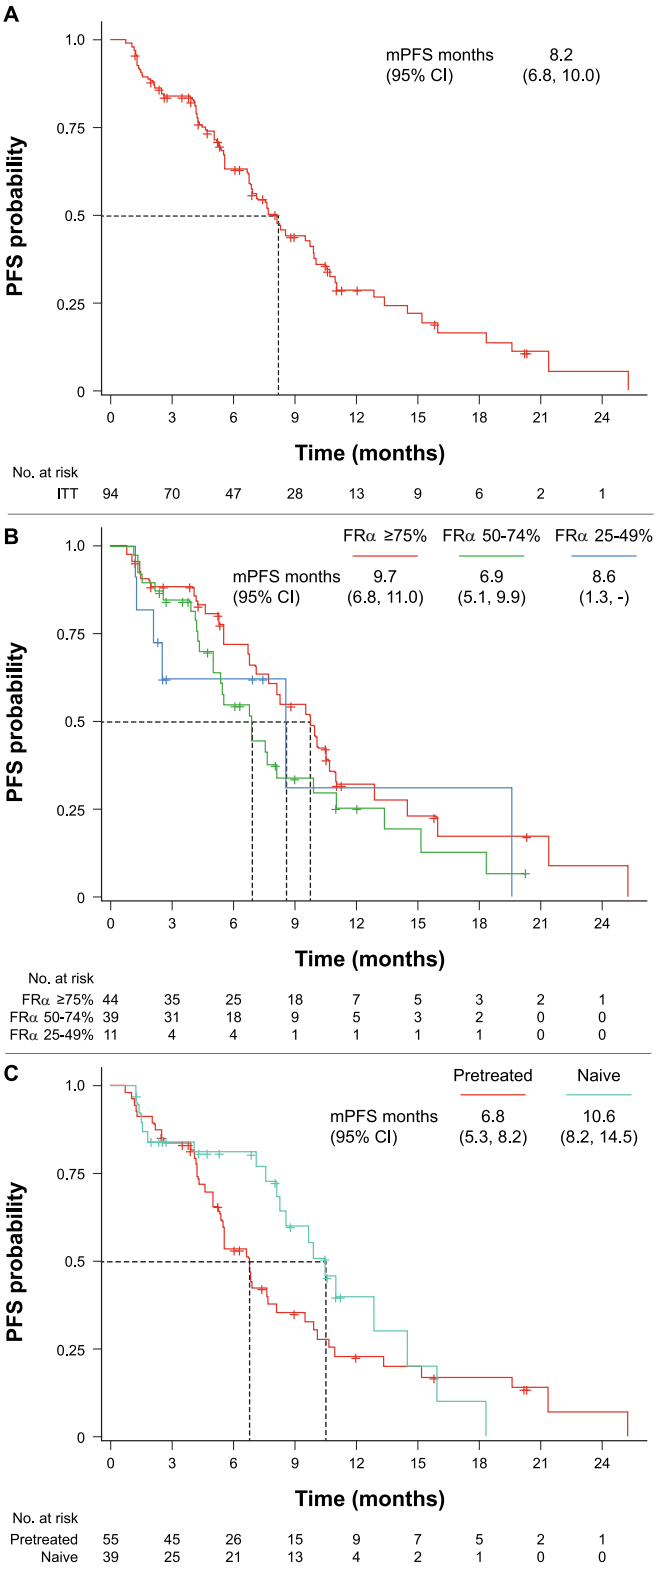 A
mPFS months 8.2
(95% CI) (6.8, 10.0)
PFS probability
1.0
0.75
0.5
0.25
0
0 3 6 9 12 15 18 21 24
Time (months)
No. at risk
ITT 94 70 47 28 13 9 6 2 1
B
FRα ≥75% FRα 50-74% FRα 25-49%
mPFS months 9.7 6.9 8.6
(95% CI) (6.8, 11.0) (5.1, 9.9) (1.3, -)
PFS probability
1.0
0.75
0.5
0.25
0
0 3 6 9 12 15 18 21 24
Time (months)
No. at risk
FRα ≥75% 44 35 25 18 7 5 3 2 1
FRα 50-74% 39 31 18 9 5 3 2 0 0
FRα 25-49% 11 4 4 1 1 1 1 0 0
C
Pretreated Naive
mPFS months 6.8 10.6
(95% CI) (5.3, 8.2) (8.2, 14.5)
PFS probability
1.0
0.75
0.5
0.25
0
0 3 6 9 12 15 18 21 24
Time (months)
No. at risk
Pretreated 55 45 26 15 9 7 5 2 1
Naive 39 25 21 13 4 2 1 0 0